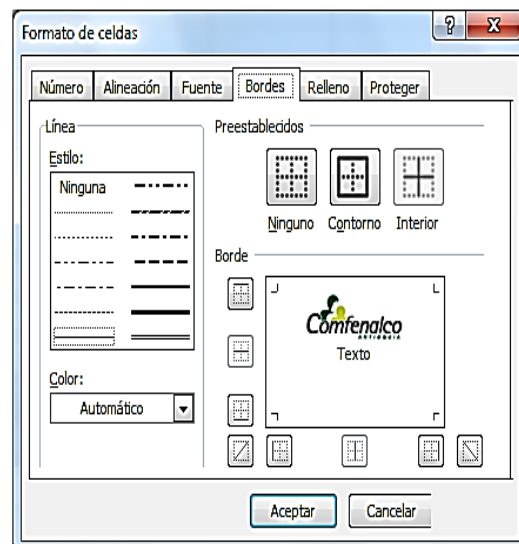 Formato de celdas
Número Alineación Fuente Bordes Relleno Proteger
Línea
Estilo:
Ninguna
Color:
Automático
Preestablecidos
Ninguno Contorno Interior
Borde
Comfenalco
ANTIOQUIA
Texto
Aceptar Cancelar